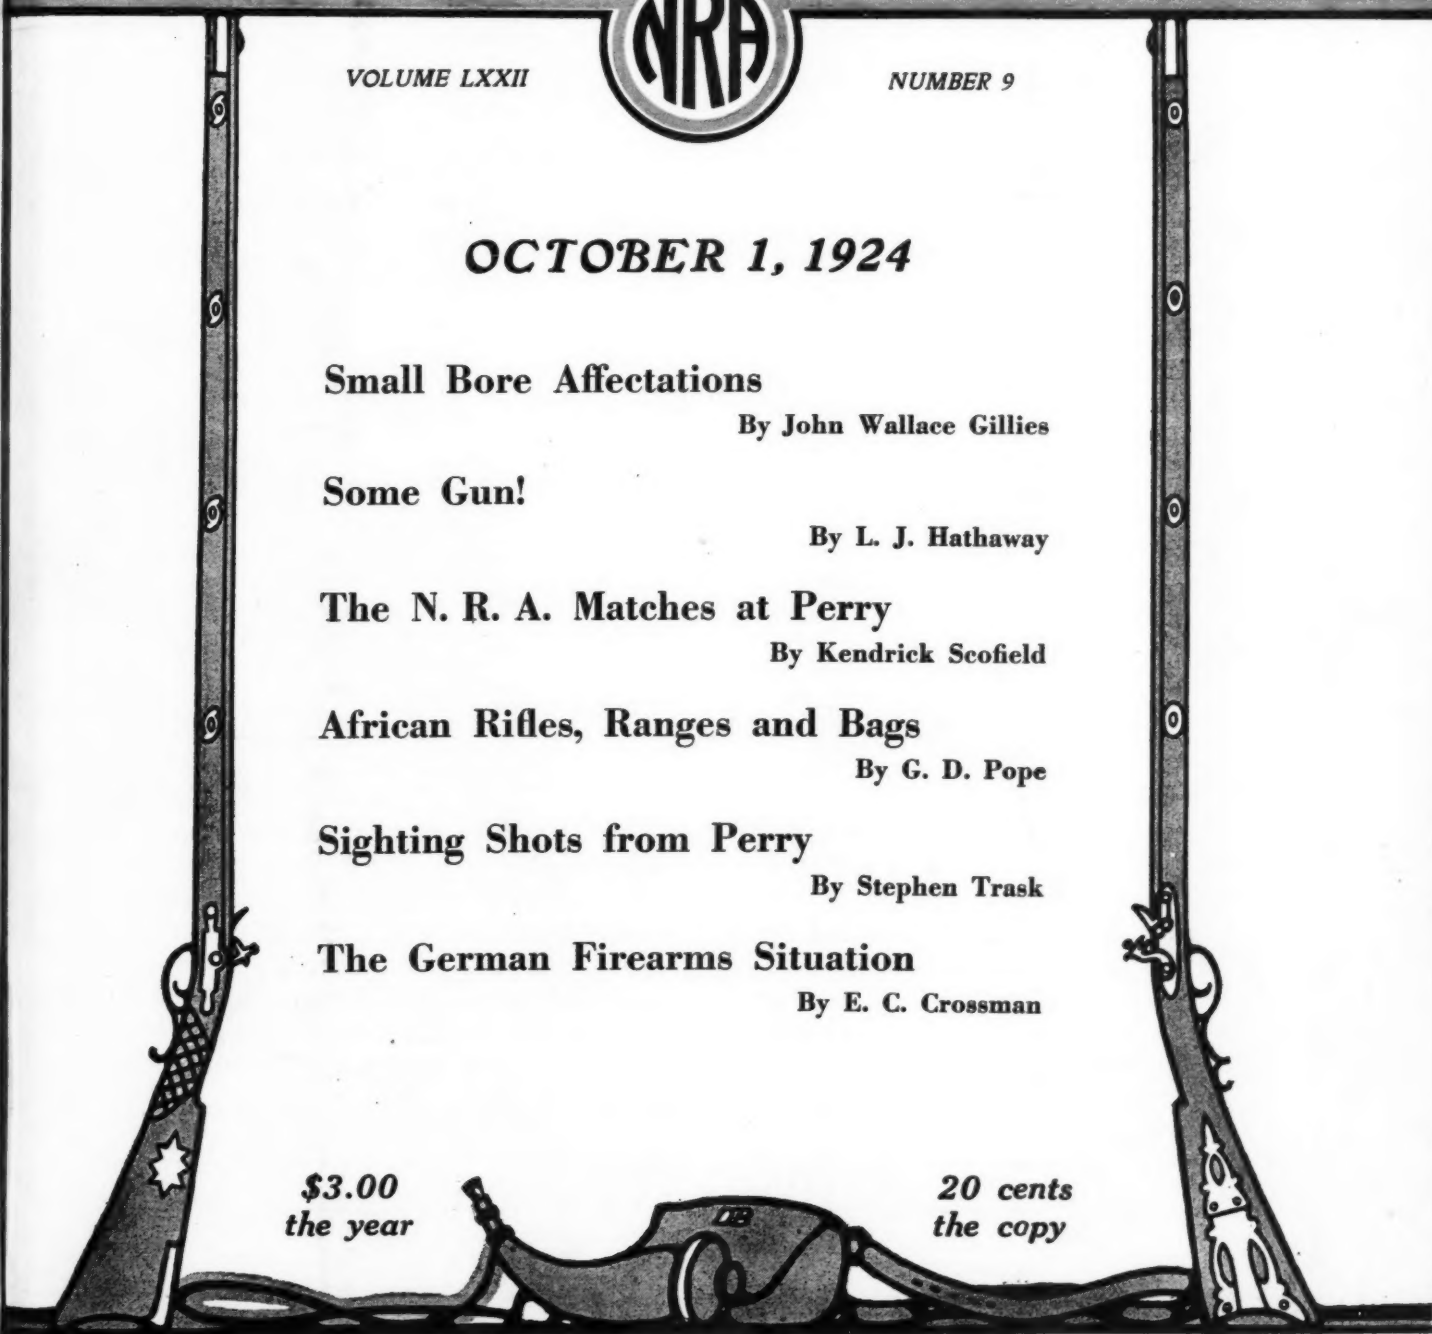 NRA
VOLUME LXXII
NUMBER 9
OCTOBER 1, 1924
Small Bore Affectations
By John Wallace Gillies
Some Gun!
By L. J. Hathaway
The N. R. A. Matches at Perry
By Kendrick Scofield
African Rifles, Ranges and Bags
By G. D. Pope
Sighting Shots from Perry
By Stephen Trask
The German Firearms Situation
By E. C. Crossman
$3.00
the year
20 cents
the copy
DB